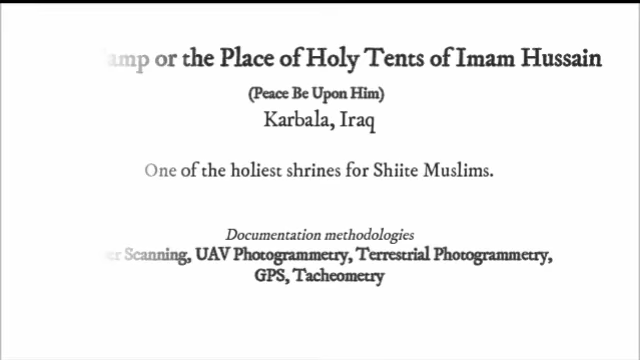 or the Place of Holy Tents of Imam Hussain
(Peace Be Upon Him)
Karbala, Iraq
One of the holiest shrines for Shiite Muslims.
Documentation methodologies
Scanning, UAV Photogrammetry, Terrestrial Photogrammetry,
GPS, Tacheometry